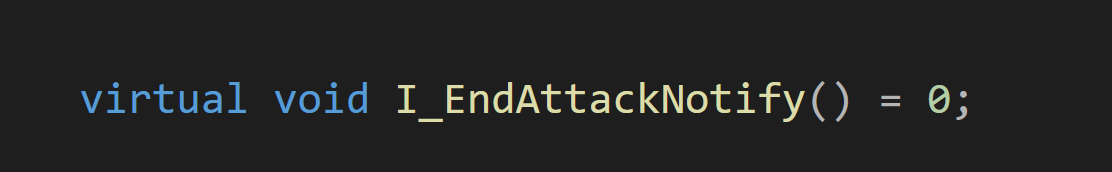 virtual void I_EndAttackNotify() = 0;